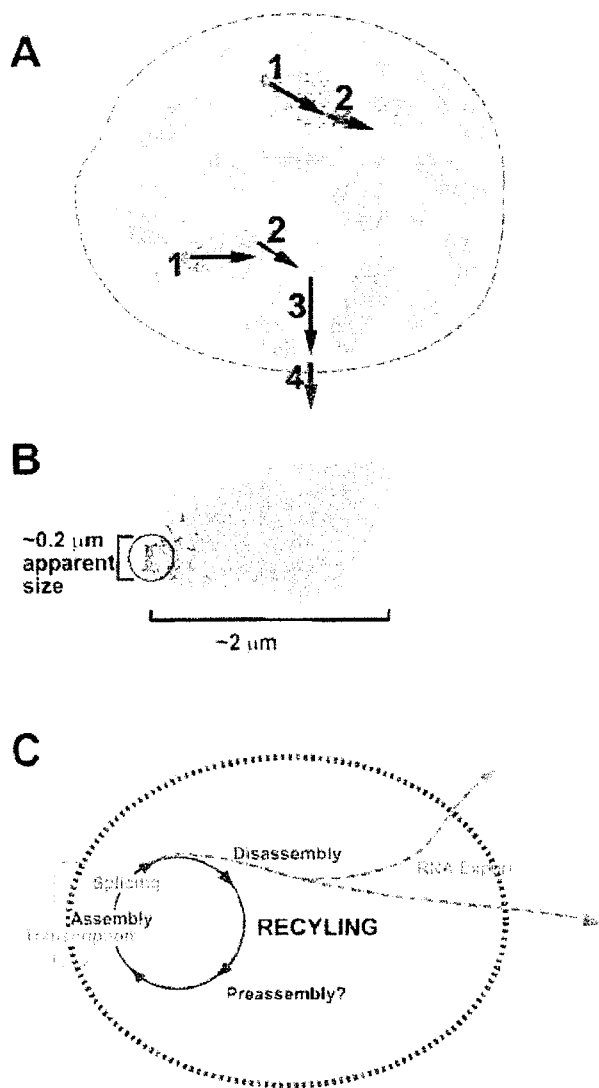 A
1
2
2
1
3
4
B
~0.2 μm
apparent
size
~2 μm
C
Disassembly
RNA Export
Splicing
Assembly
Transcription
RECYLING
Preassembly?